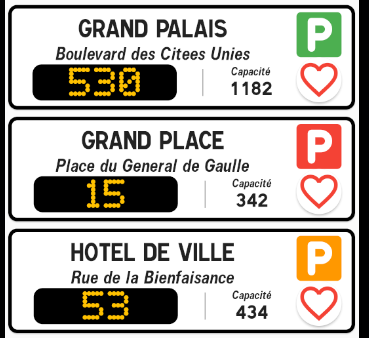 GRAND PALAIS
P
Boulevard des Citees Unies
530
Capacité
1182
GRAND PLACE
P
Place du General de Gaulle
15
Capacité
342
HOTEL DE VILLE
P
Rue de la Bienfaisance
53
Capacité
434